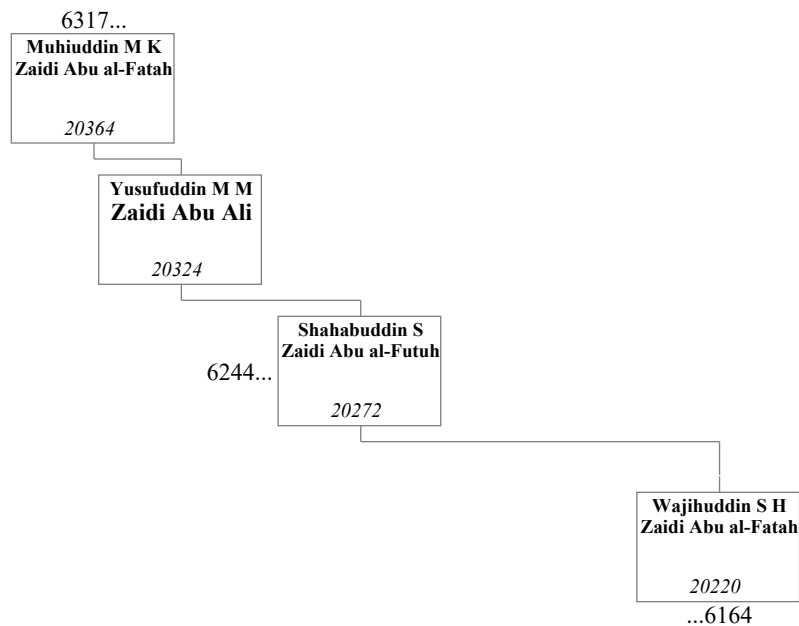 6317...
Muhiuddin M K
Zaidi Abu al-Fatah
20364
Yusufuddin M M
Zaidi Abu Ali
20324
Shahabuddin S
Zaidi Abu al-Futuh
6244...
20272
Wajihuddin S H
Zaidi Abu al-Fatah
20220
...6164